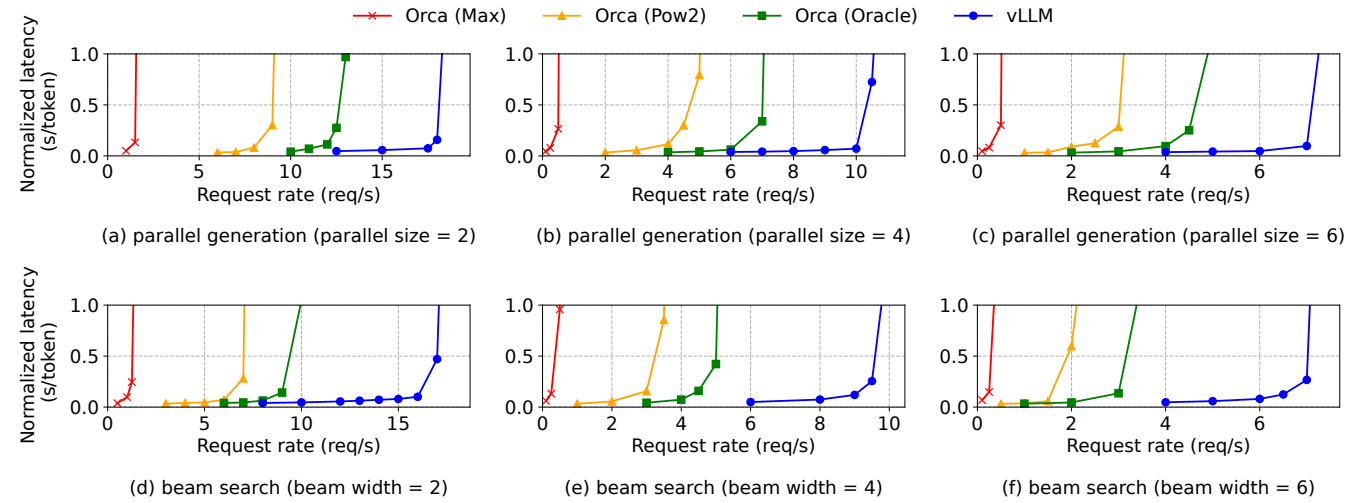 Orca (Max) Orca (Pow2) Orca (Oracle) vLLM
Normalized latency
(s/token)
1.0
0.5
0.0
0 5 10 15
Request rate (req/s)
(a) parallel generation (parallel size = 2)
1.0
0.5
0.0
0 2 4 6 8 10
Request rate (req/s)
(b) parallel generation (parallel size = 4)
1.0
0.5
0.0
0 2 4 6
Request rate (req/s)
(c) parallel generation (parallel size = 6)
Normalized latency
(s/token)
1.0
0.5
0.0
0 5 10 15
Request rate (req/s)
(d) beam search (beam width = 2)
1.0
0.5
0.0
0 2 4 6 8 10
Request rate (req/s)
(e) beam search (beam width = 4)
1.0
0.5
0.0
0 2 4 6
Request rate (req/s)
(f) beam search (beam width = 6)